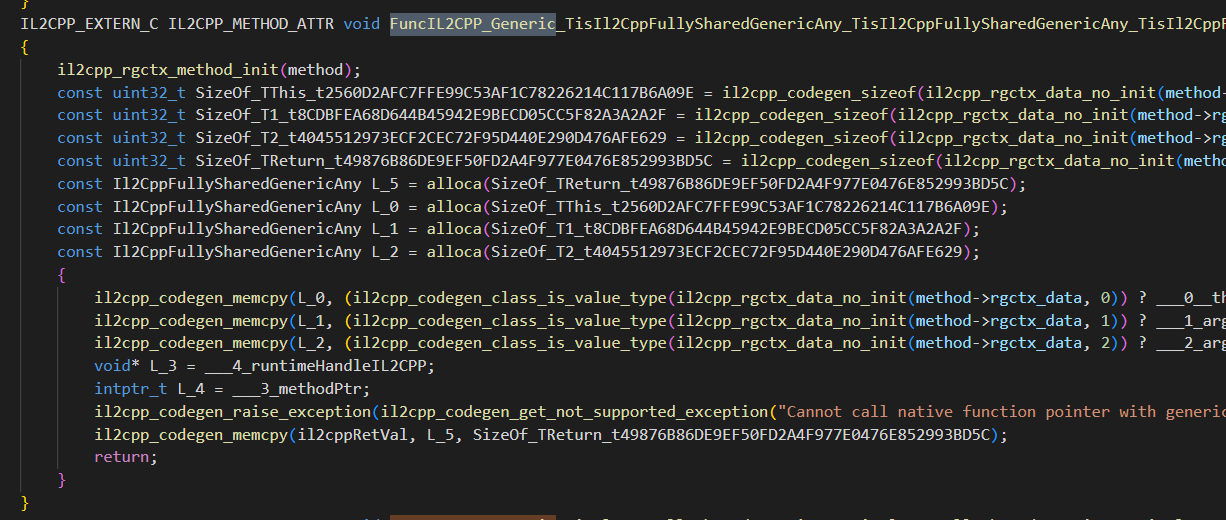 }
IL2CPP_EXTERN_C IL2CPP_METHOD_ATTR void FuncIL2CPP_Generic_TisIl2CppFullySharedGenericAny_TisIl2CppFullySharedGenericAny_TisIl2CppF
{
il2cpp_rgctx_method_init(method);
const uint32_t SizeOf_TThis_t2560D2AFC7FFE99C53AF1C78226214C117B6A09E = il2cpp_codegen_sizeof(il2cpp_rgctx_data_no_init(method-
const uint32_t SizeOf_T1_t8CDBFEA68D644B45942E9BECD05CC5F82A3A2A2F = il2cpp_codegen_sizeof(il2cpp_rgctx_data_no_init(method->rg
const uint32_t SizeOf_T2_t4045512973ECF2CEC72F95D440E290D476AFE629 = il2cpp_codegen_sizeof(il2cpp_rgctx_data_no_init(method->rg
const uint32_t SizeOf_TReturn_t49876B86DE9EF50FD2A4F977E0476E852993BD5C = il2cpp_codegen_sizeof(il2cpp_rgctx_data_no_init(metho
const Il2CppFullySharedGenericAny L_5 = alloca(SizeOf_TReturn_t49876B86DE9EF50FD2A4F977E0476E852993BD5C);
const Il2CppFullySharedGenericAny L_0 = alloca(SizeOf_TThis_t2560D2AFC7FFE99C53AF1C78226214C117B6A09E);
const Il2CppFullySharedGenericAny L_1 = alloca(SizeOf_T1_t8CDBFEA68D644B45942E9BECD05CC5F82A3A2A2F);
const Il2CppFullySharedGenericAny L_2 = alloca(SizeOf_T2_t4045512973ECF2CEC72F95D440E290D476AFE629);
{
il2cpp_codegen_memcpy(L_0, (il2cpp_codegen_class_is_value_type(il2cpp_rgctx_data_no_init(method->rgctx_data, 0)) ? ___0__th
il2cpp_codegen_memcpy(L_1, (il2cpp_codegen_class_is_value_type(il2cpp_rgctx_data_no_init(method->rgctx_data, 1)) ? ___1_arg
il2cpp_codegen_memcpy(L_2, (il2cpp_codegen_class_is_value_type(il2cpp_rgctx_data_no_init(method->rgctx_data, 2)) ? ___2_arg
void* L_3 = ___4_runtimeHandleIL2CPP;
intptr_t L_4 = ___3_methodPtr;
il2cpp_codegen_raise_exception(il2cpp_codegen_get_not_supported_exception("Cannot call native function pointer with generic
il2cpp_codegen_memcpy(il2cppRetVal, L_5, SizeOf_TReturn_t49876B86DE9EF50FD2A4F977E0476E852993BD5C);
return;
}
}